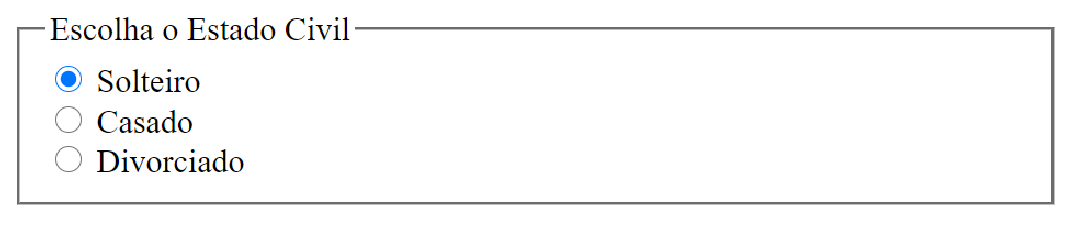 Escolha o Estado Civil
Solteiro
Casado
Divorciado